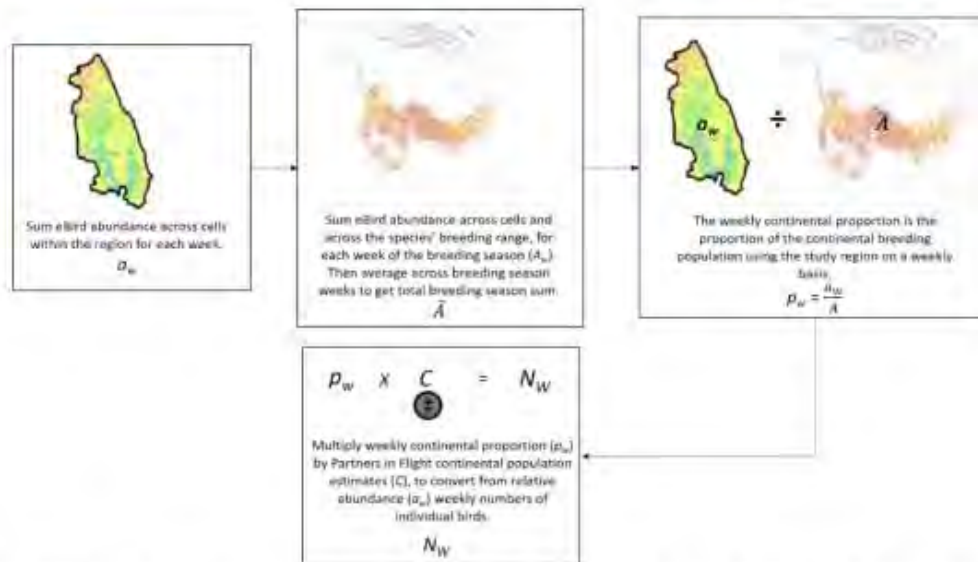 Sum eBird abundance across cells
within the region for each week.
a_w
Sum eBird abundance across cells and
across the species' breeding range, for
each week of the breeding season (A_w).
Then average across breeding season
weeks to get total breeding season sum.
Ā
a_w ÷ Ā
The weekly continental proportion is the
proportion of the continental breeding
population using the study region on a weekly
basis.
p_w = a_w / Ā
p_w x C = N_W
Multiply weekly continental proportion (p_w)
by Partners in Flight continental population
estimates (C), to convert from relative
abundance (a_w) weekly numbers of
individual birds.
N_W